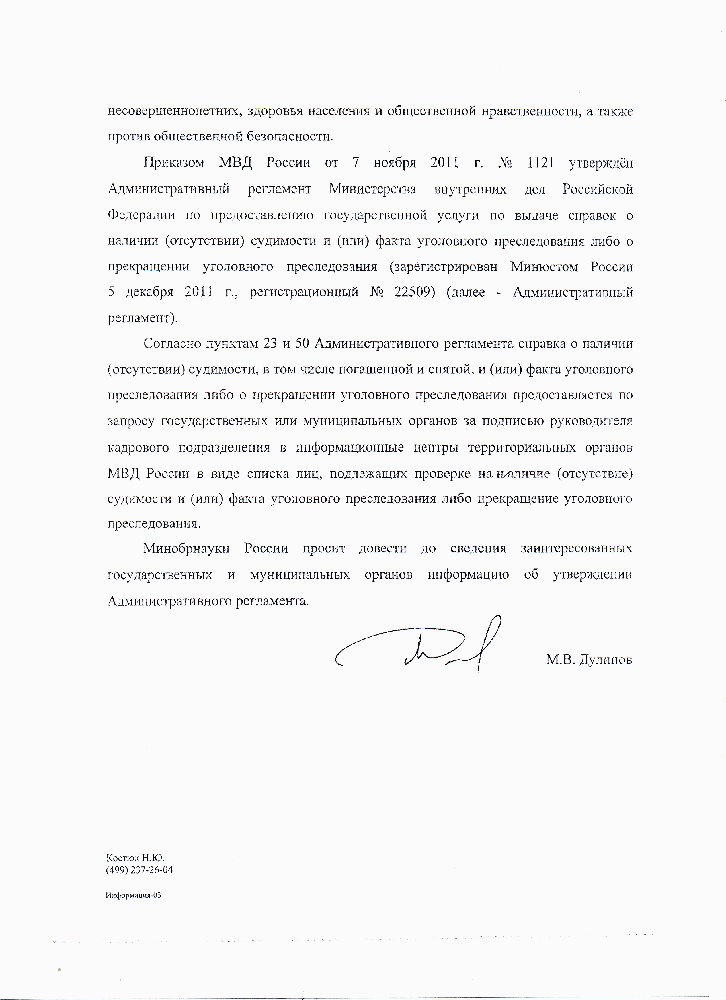 несовершеннолетних, здоровья населения и общественной нравственности, а также
против общественной безопасности.
Приказом МВД России от 7 ноября 2011 г. № 1121 утверждён
Административный регламент Министерства внутренних дел Российской
Федерации по предоставлению государственной услуги по выдаче справок о
наличии (отсутствии) судимости и (или) факта уголовного преследования либо о
прекращении уголовного преследования (зарегистрирован Минюстом России
5 декабря 2011 г., регистрационный № 22509) (далее - Административный
регламент).
Согласно пунктам 23 и 50 Административного регламента справка о наличии
(отсутствии) судимости, в том числе погашенной и снятой, и (или) факта уголовного
преследования либо о прекращении уголовного преследования предоставляется по
запросу государственных или муниципальных органов за подписью руководителя
кадрового подразделения в информационные центры территориальных органов
МВД России в виде списка лиц, подлежащих проверке на наличие (отсутствие)
судимости и (или) факта уголовного преследования либо прекращение уголовного
преследования.
Минобрнауки России просит довести до сведения заинтересованных
государственных и муниципальных органов информацию об утверждении
Административного регламента.
М.В. Дулинов
Костюк Н.Ю.
(499) 237-26-04
Информация-03